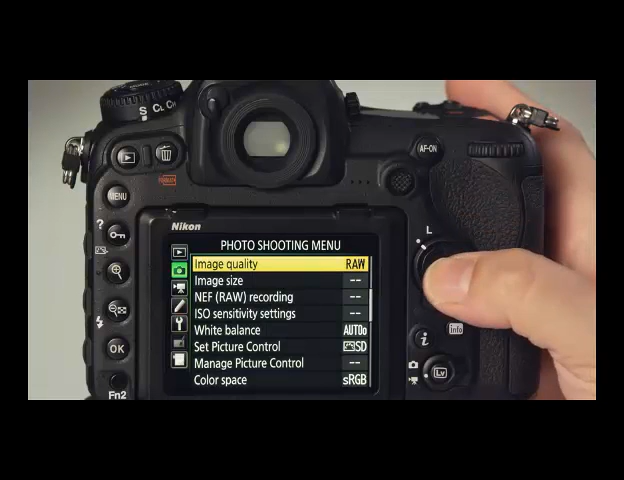 S CL CH
AF-ON
MENU
?
L
Nikon
PHOTO SHOOTING MENU
Image quality RAW
Image size --
NEF (RAW) recording --
ISO sensitivity settings --
White balance AUTO0
Set Picture Control SD
Manage Picture Control --
Color space sRGB
info
i
OK
Lv
Fn2